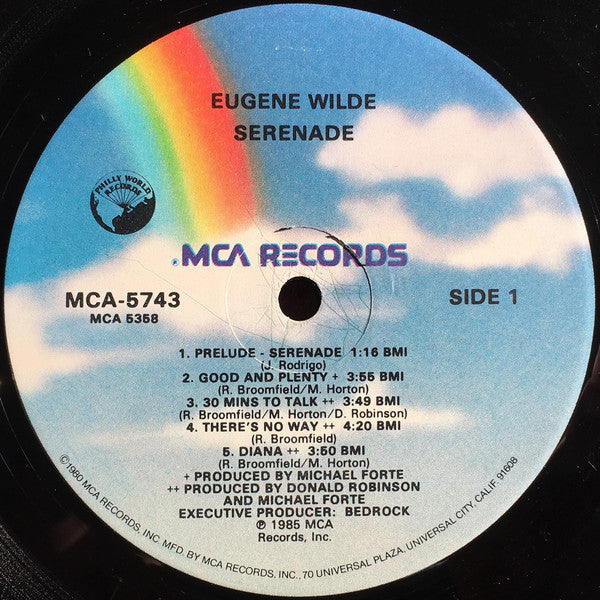 EUGENE WILDE
SERENADE
PHILLY WORLD
RECORDS
MCA RECORDS
MCA-5743
MCA 5358
SIDE 1
1. PRELUDE - SERENADE 1:16 BMI
(J. Rodrigo)
2. GOOD AND PLENTY + 3:55 BMI
(R. Broomfield/M. Horton)
3. 30 MINS TO TALK ++ 3:49 BMI
(R. Broomfield/M. Horton/D. Robinson)
4. THERE'S NO WAY ++ 4:20 BMI
(R. Broomfield)
5. DIANA ++ 3:50 BMI
(R. Broomfield/M. Horton)
+ PRODUCED BY MICHAEL FORTE
++ PRODUCED BY DONALD ROBINSON
AND MICHAEL FORTE
EXECUTIVE PRODUCER: BEDROCK
℗ 1985 MCA
Records, Inc.
©1980 MCA RECORDS, INC. MFD. BY MCA RECORDS, INC., 70 UNIVERSAL PLAZA, UNIVERSAL CITY, CALIF. 91608